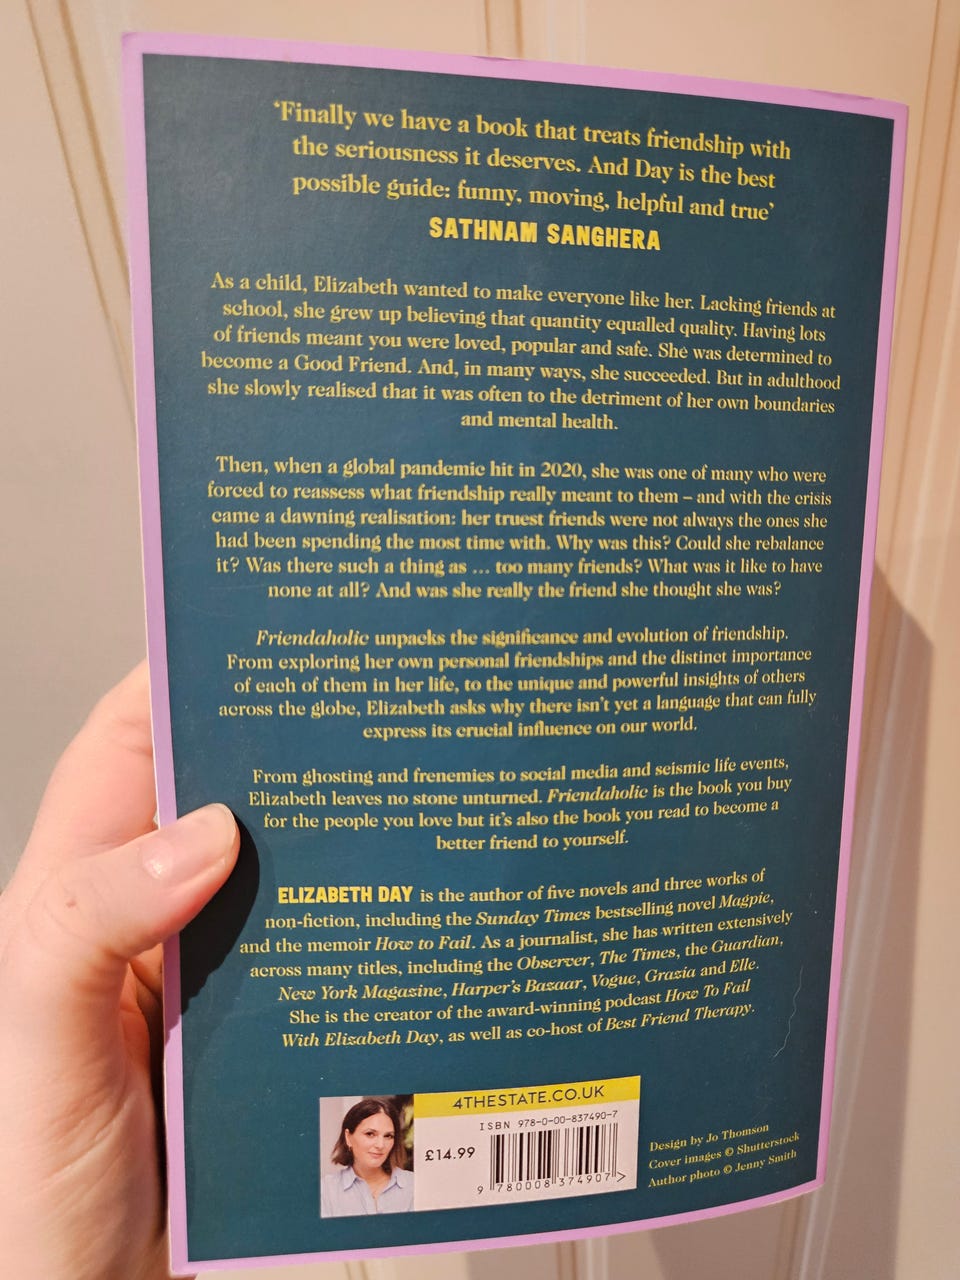 ‘Finally we have a book that treats friendship with
the seriousness it deserves. And Day is the best
possible guide: funny, moving, helpful and true’
SATHNAM SANGHERA
As a child, Elizabeth wanted to make everyone like her. Lacking friends at
school, she grew up believing that quantity equalled quality. Having lots
of friends meant you were loved, popular and safe. She was determined to
become a Good Friend. And, in many ways, she succeeded. But in adulthood
she slowly realised that it was often to the detriment of her own boundaries
and mental health.
Then, when a global pandemic hit in 2020, she was one of many who were
forced to reassess what friendship really meant to them – and with the crisis
came a dawning realisation: her truest friends were not always the ones she
had been spending the most time with. Why was this? Could she rebalance
it? Was there such a thing as ... too many friends? What was it like to have
none at all? And was she really the friend she thought she was?
Friendaholic unpacks the significance and evolution of friendship.
From exploring her own personal friendships and the distinct importance
of each of them in her life, to the unique and powerful insights of others
across the globe, Elizabeth asks why there isn’t yet a language that can fully
express its crucial influence on our world.
From ghosting and frenemies to social media and seismic life events,
Elizabeth leaves no stone unturned. Friendaholic is the book you buy
for the people you love but it’s also the book you read to become a
better friend to yourself.
ELIZABETH DAY is the author of five novels and three works of
non-fiction, including the Sunday Times bestselling novel Magpie,
and the memoir How to Fail. As a journalist, she has written extensively
across many titles, including the Observer, The Times, the Guardian,
New York Magazine, Harper’s Bazaar, Vogue, Grazia and Elle.
She is the creator of the award-winning podcast How To Fail
With Elizabeth Day, as well as co-host of Best Friend Therapy.
4THESTATE.CO.UK
ISBN 978-0-00-837490-7
£14.99
9 780008 374907 >
Design by Jo Thomson
Cover images © Shutterstock
Author photo © Jenny Smith